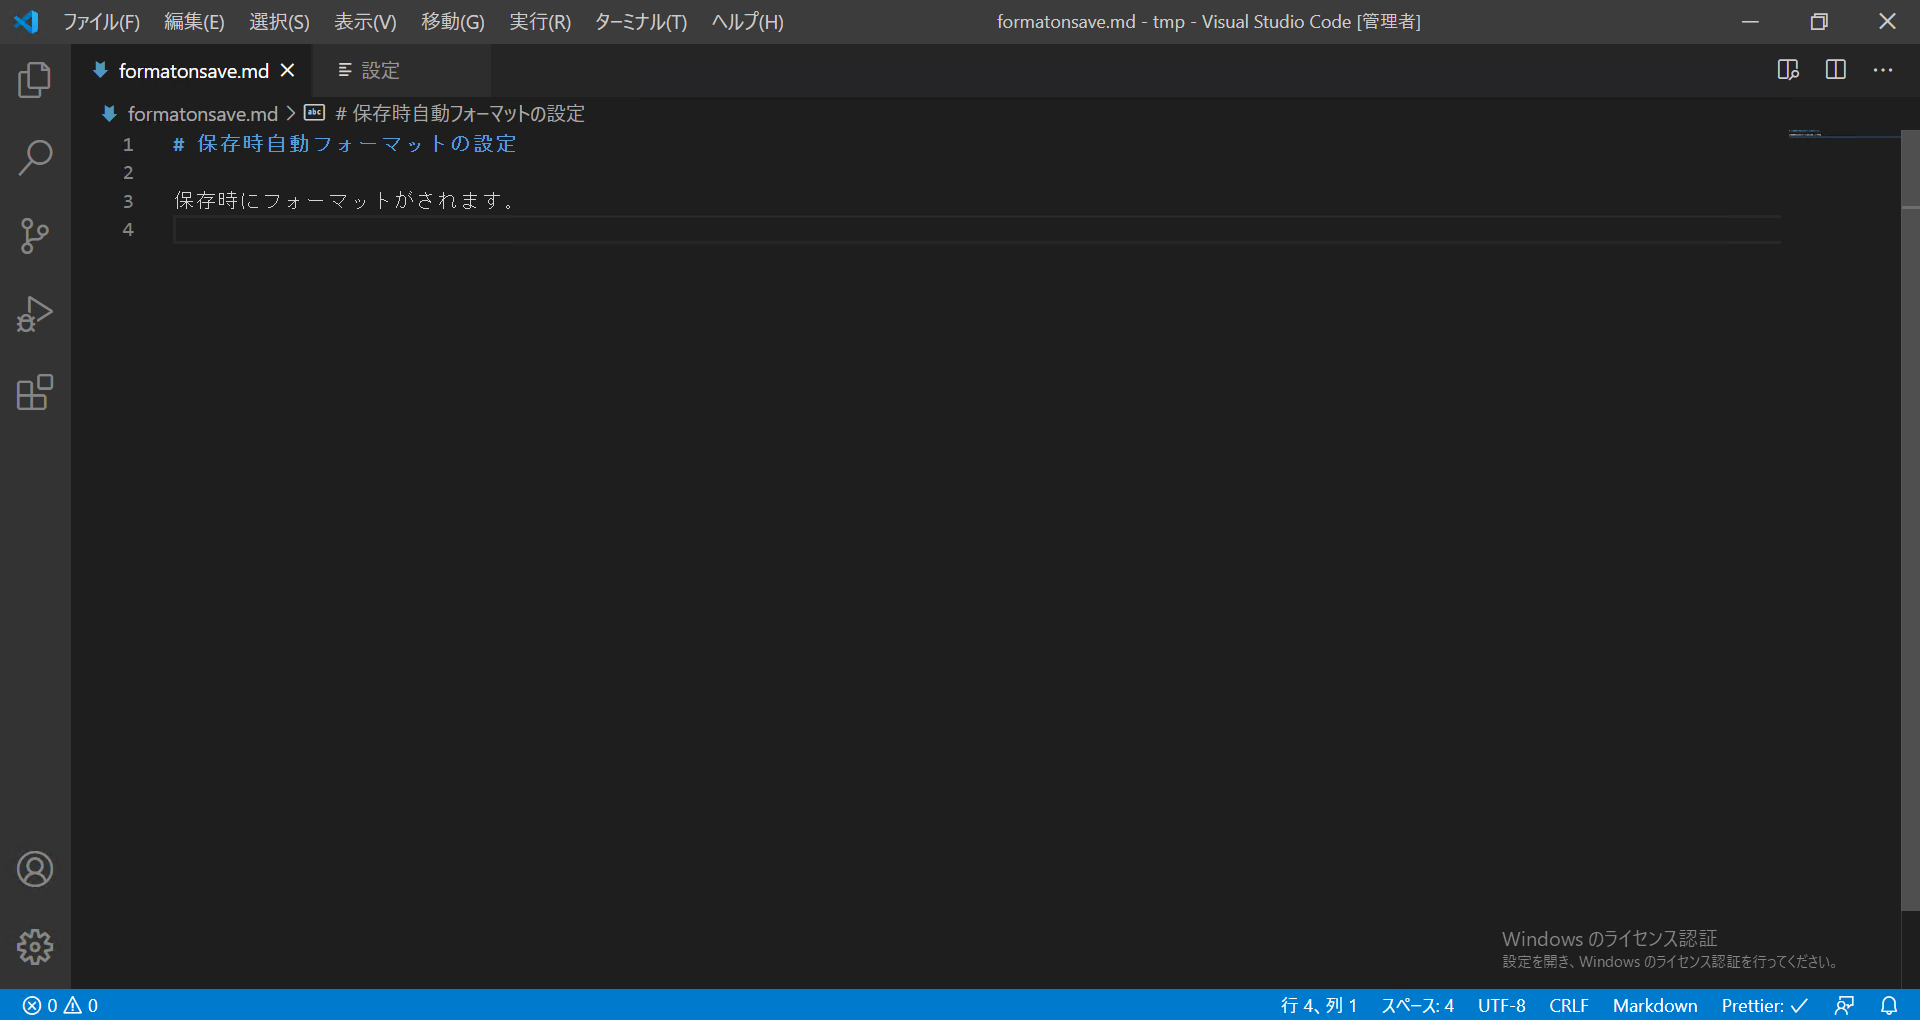 ファイル(F) 編集(E) 選択(S) 表示(V) 移動(G) 実行(R) ターミナル(T) ヘルプ(H) formatonsave.md - tmp - Visual Studio Code [管理者]
formatonsave.md 設定
formatonsave.md > abc # 保存時自動フォーマットの設定
1 # 保存時自動フォーマットの設定
2
3 保存時にフォーマットがされます。
4
Windows のライセンス認証
設定を開き、Windows のライセンス認証を行ってください。
0 0 行 4、列 1 スペース: 4 UTF-8 CRLF Markdown Prettier: ✓